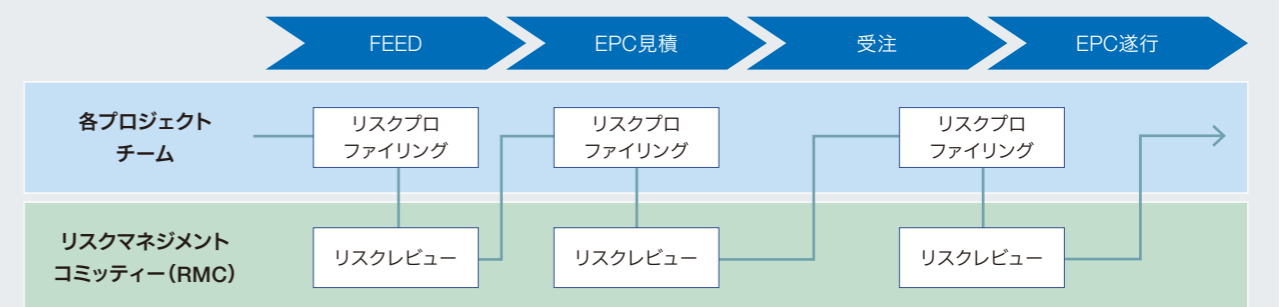 FEED
EPC見積
受注
EPC遂行
各プロジェクト
チーム
リスクプロ
ファイリング
リスクプロ
ファイリング
リスクプロ
ファイリング
リスクマネジメント
コミッティー（RMC）
リスクレビュー
リスクレビュー
リスクレビュー